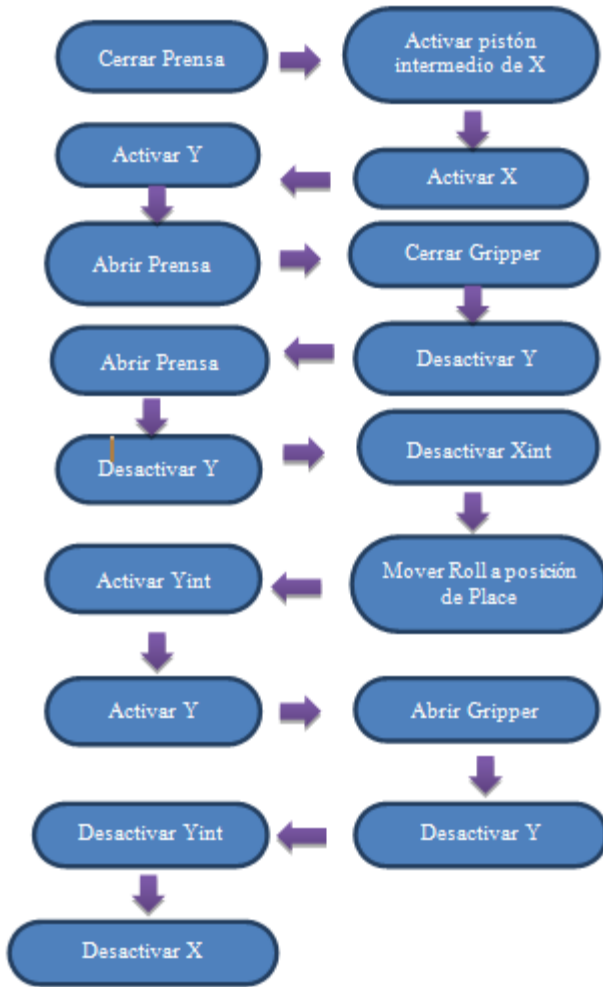 Cerrar Prensa
Activar pistón
intermedio de X
Activar X
Activar Y
Abrir Prensa
Cerrar Gripper
Desactivar Y
Abrir Prensa
Desactivar Y
Desactivar Xint
Mover Roll a posición
de Place
Activar Yint
Activar Y
Abrir Gripper
Desactivar Y
Desactivar Yint
Desactivar X